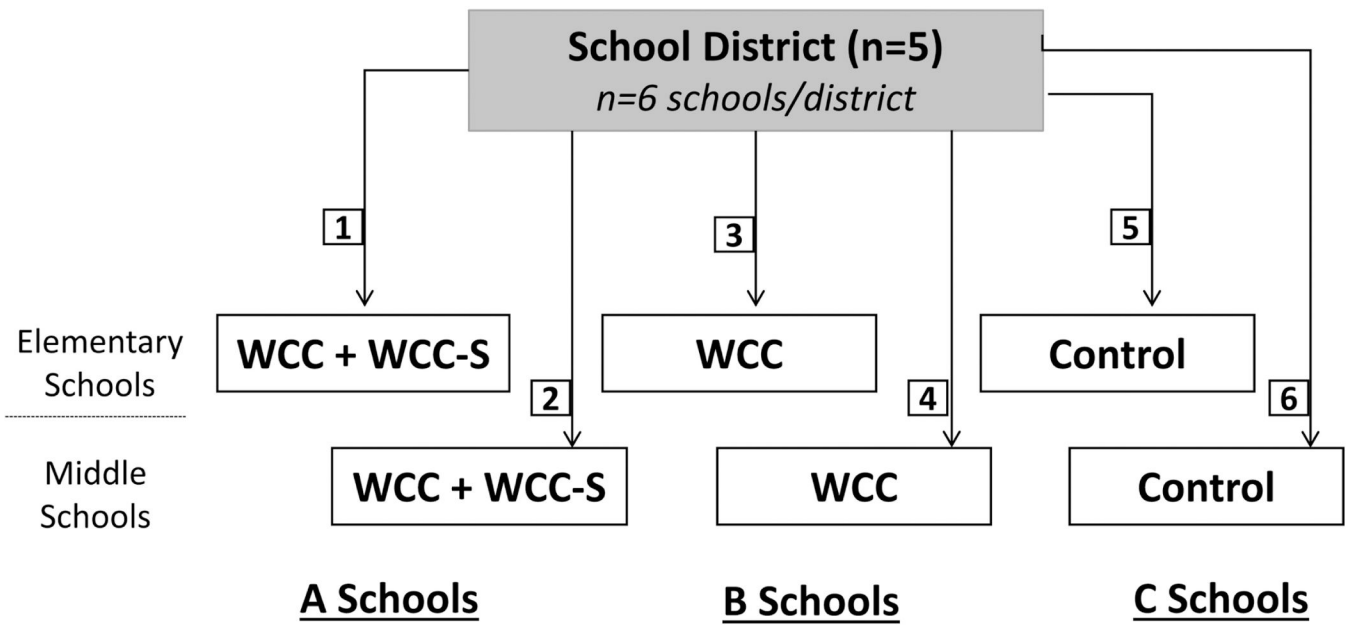 School District (n=5)
n=6 schools/district
1
3
5
Elementary
Schools
WCC + WCC-S
WCC
Control
2
4
6
Middle
Schools
WCC + WCC-S
WCC
Control
A Schools
B Schools
C Schools